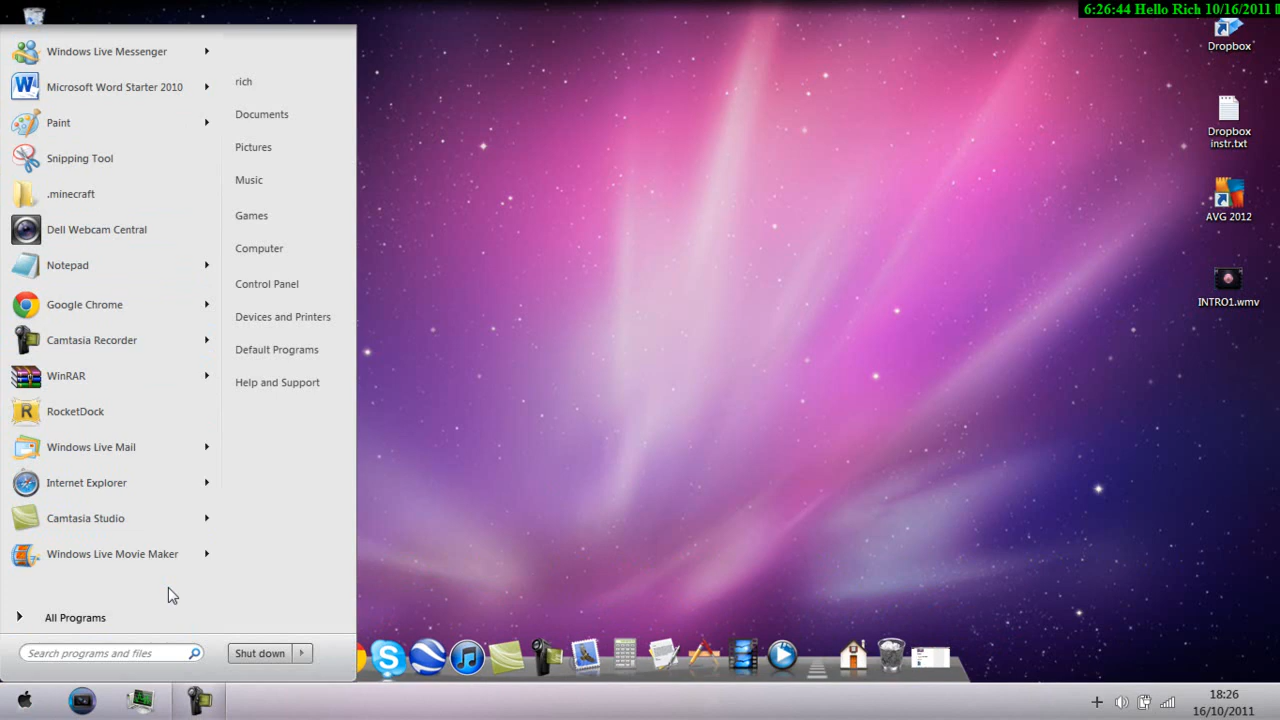 6:26:44 Hello Rich 10/16/2011
Windows Live Messenger
Microsoft Word Starter 2010
Paint
Snipping Tool
.minecraft
Dell Webcam Central
Notepad
Google Chrome
Camtasia Recorder
WinRAR
RocketDock
Windows Live Mail
Internet Explorer
Camtasia Studio
Windows Live Movie Maker
All Programs
Search programs and files
rich
Documents
Pictures
Music
Games
Computer
Control Panel
Devices and Printers
Default Programs
Help and Support
Shut down
Dropbox
Dropbox
instr.txt
AVG 2012
INTRO1.wmv
18:26
16/10/2011